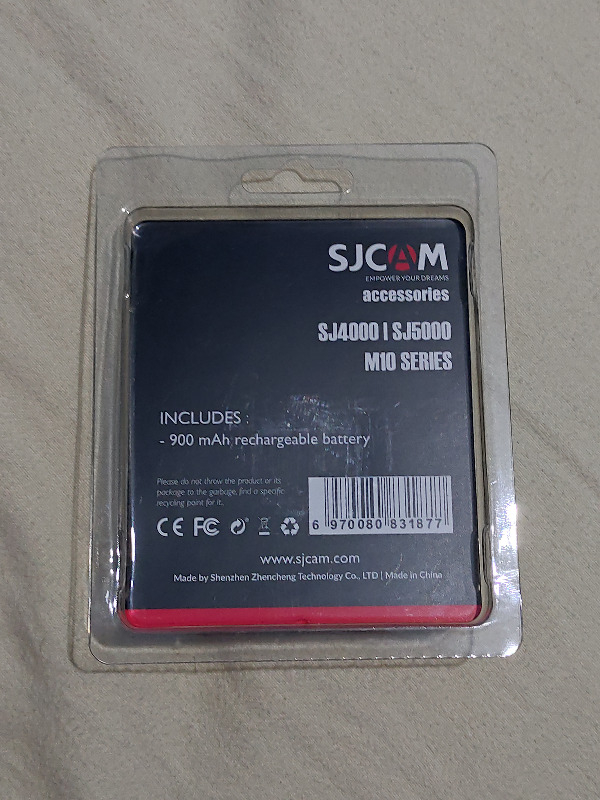 SJCAM
EMPOWER YOUR DREAMS
accessories
SJ4000 | SJ5000
M10 SERIES
INCLUDES :
- 900 mAh rechargeable battery
Please do not throw the product or its
package to the garbage, find a specific
recycling point for it.
CE FC
6 970080 831877
www.sjcam.com
Made by Shenzhen Zhencheng Technology Co., LTD | Made in China